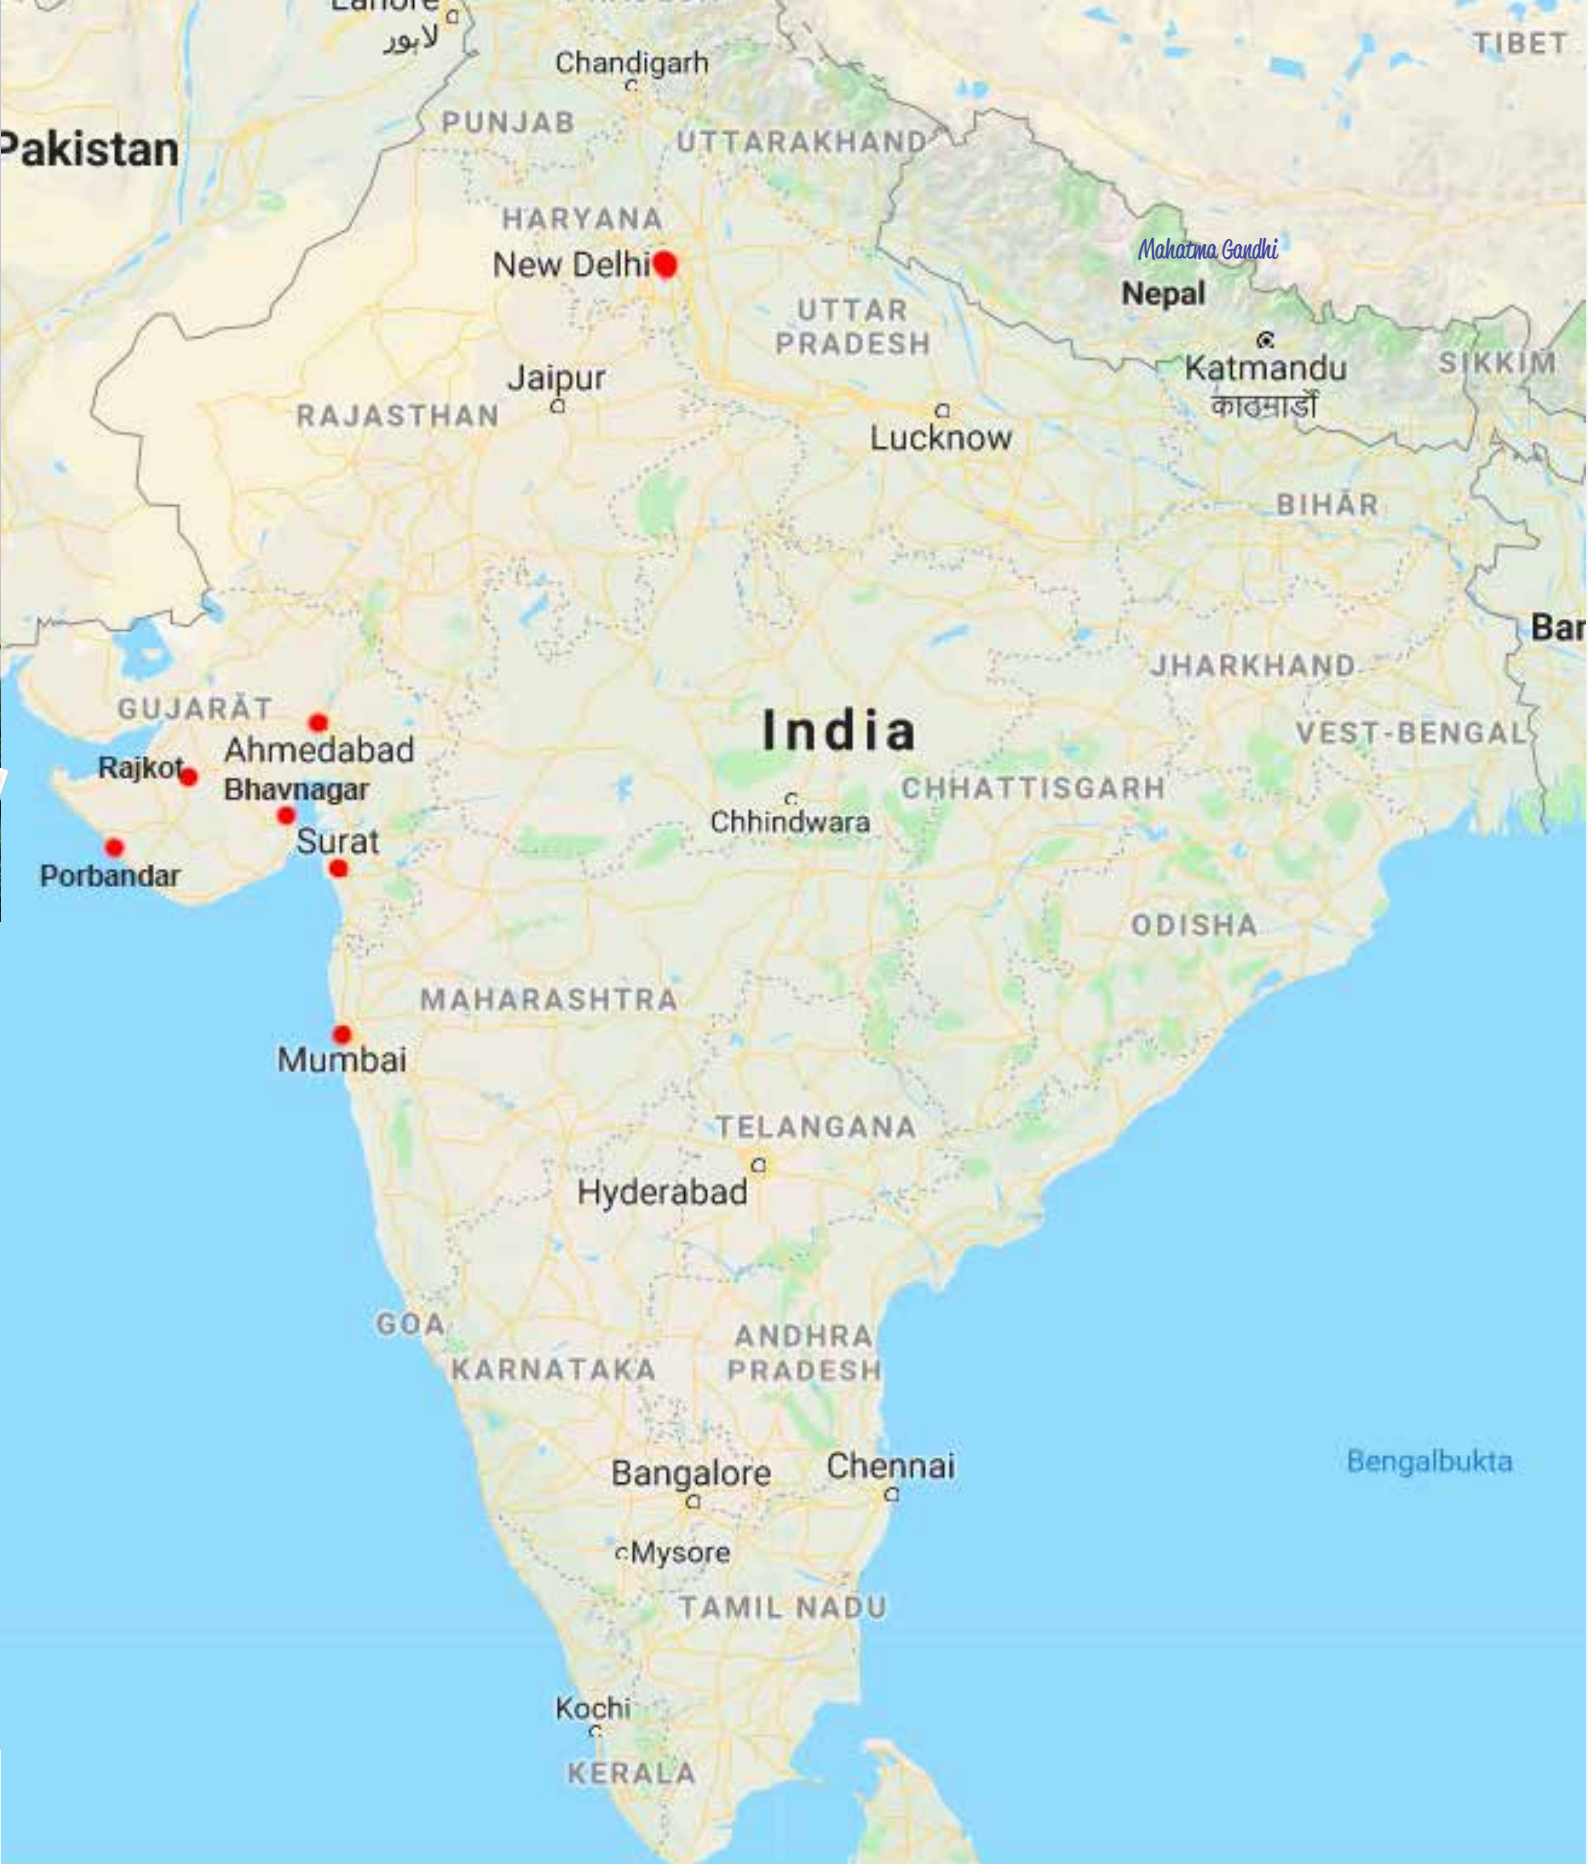 لاہور
TIBET
Chandigarh
PUNJAB
UTTARAKHAND
Pakistan
HARYANA
New Delhi
Mahatma Gandhi
Nepal
UTTAR
PRADESH
Katmandu
काठमाडौँ
SIKKIM
Jaipur
RAJASTHAN
Lucknow
BIHĀR
Bar
JHARKHAND
GUJARĀT
India
VEST-BENGAL
Ahmedabad
Rajkot
Bhavnagar
CHHATTISGARH
Chhindwara
Surat
Porbandar
ODISHA
MAHARASHTRA
Mumbai
TELANGANA
Hyderabad
GOA
ANDHRA
PRADESH
KARNATAKA
Bengalbukta
Bangalore
Chennai
Mysore
TAMIL NADU
Kochi
KERALA